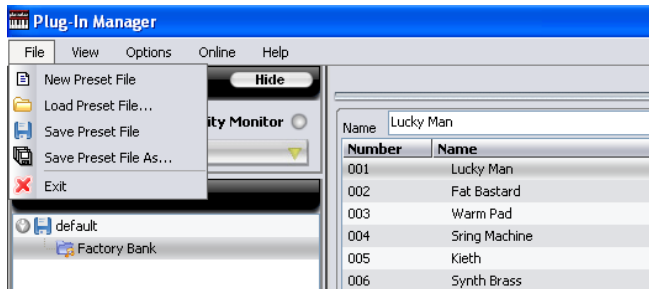 Plug-In Manager
File View Options Online Help
New Preset File
Load Preset File...
Save Preset File
Save Preset File As...
Exit
Hide
ity Monitor
default
Factory Bank
Name Lucky Man
Number Name
001 Lucky Man
002 Fat Bastard
003 Warm Pad
004 Sring Machine
005 Kieth
006 Synth Brass